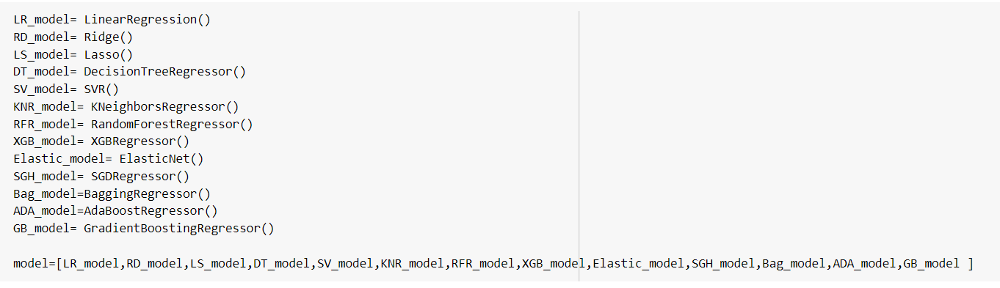 LR_model= LinearRegression()
RD_model= Ridge()
LS_model= Lasso()
DT_model= DecisionTreeRegressor()
SV_model= SVR()
KNR_model= KNeighborsRegressor()
RFR_model= RandomForestRegressor()
XGB_model= XGBRegressor()
Elastic_model= ElasticNet()
SGH_model= SGDRegressor()
Bag_model=BaggingRegressor()
ADA_model=AdaBoostRegressor()
GB_model= GradientBoostingRegressor()
model=[LR_model,RD_model,LS_model,DT_model,SV_model,KNR_model,RFR_model,XGB_model,Elastic_model,SGH_model,Bag_model,ADA_model,GB_model ]